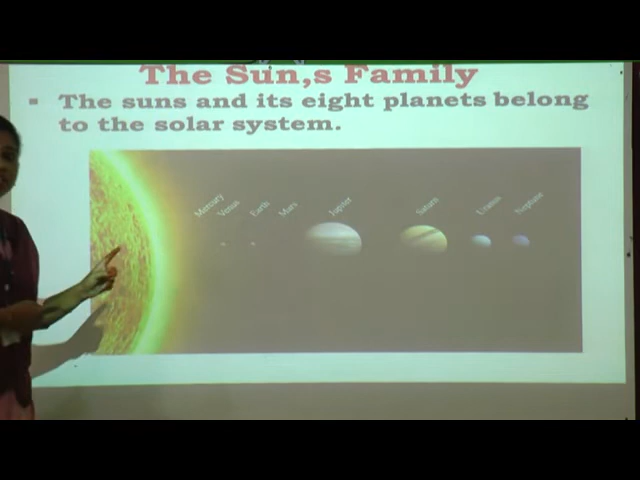 The Sun,s Family
▪ The suns and its eight planets belong
to the solar system.
Mercury Venus Earth Mars Jupiter Saturn Uranus Neptune